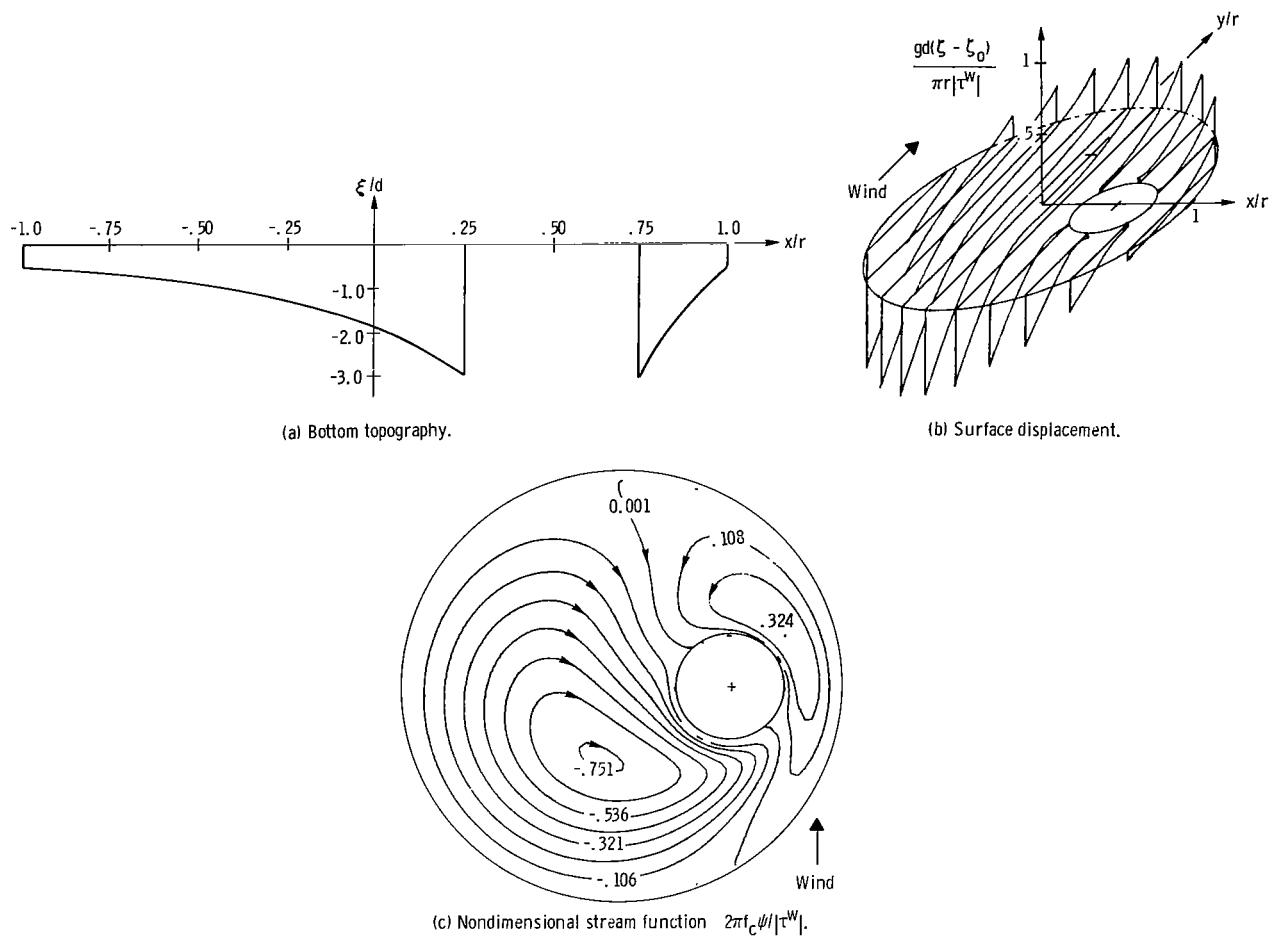 ξ/d
-1.0 -.75 -.50 -.25 .25 .50 .75 1.0 x/r
-1.0
-2.0
-3.0
(a) Bottom topography.
y/r
gd(ζ - ζ₀)
πr|τᵂ|
1
.5
Wind
x/r
1
(b) Surface displacement.
0.001
.108
.324
-.751
-.536
-.321
-.106
Wind
(c) Nondimensional stream function 2πf_cψ/|τᵂ|.